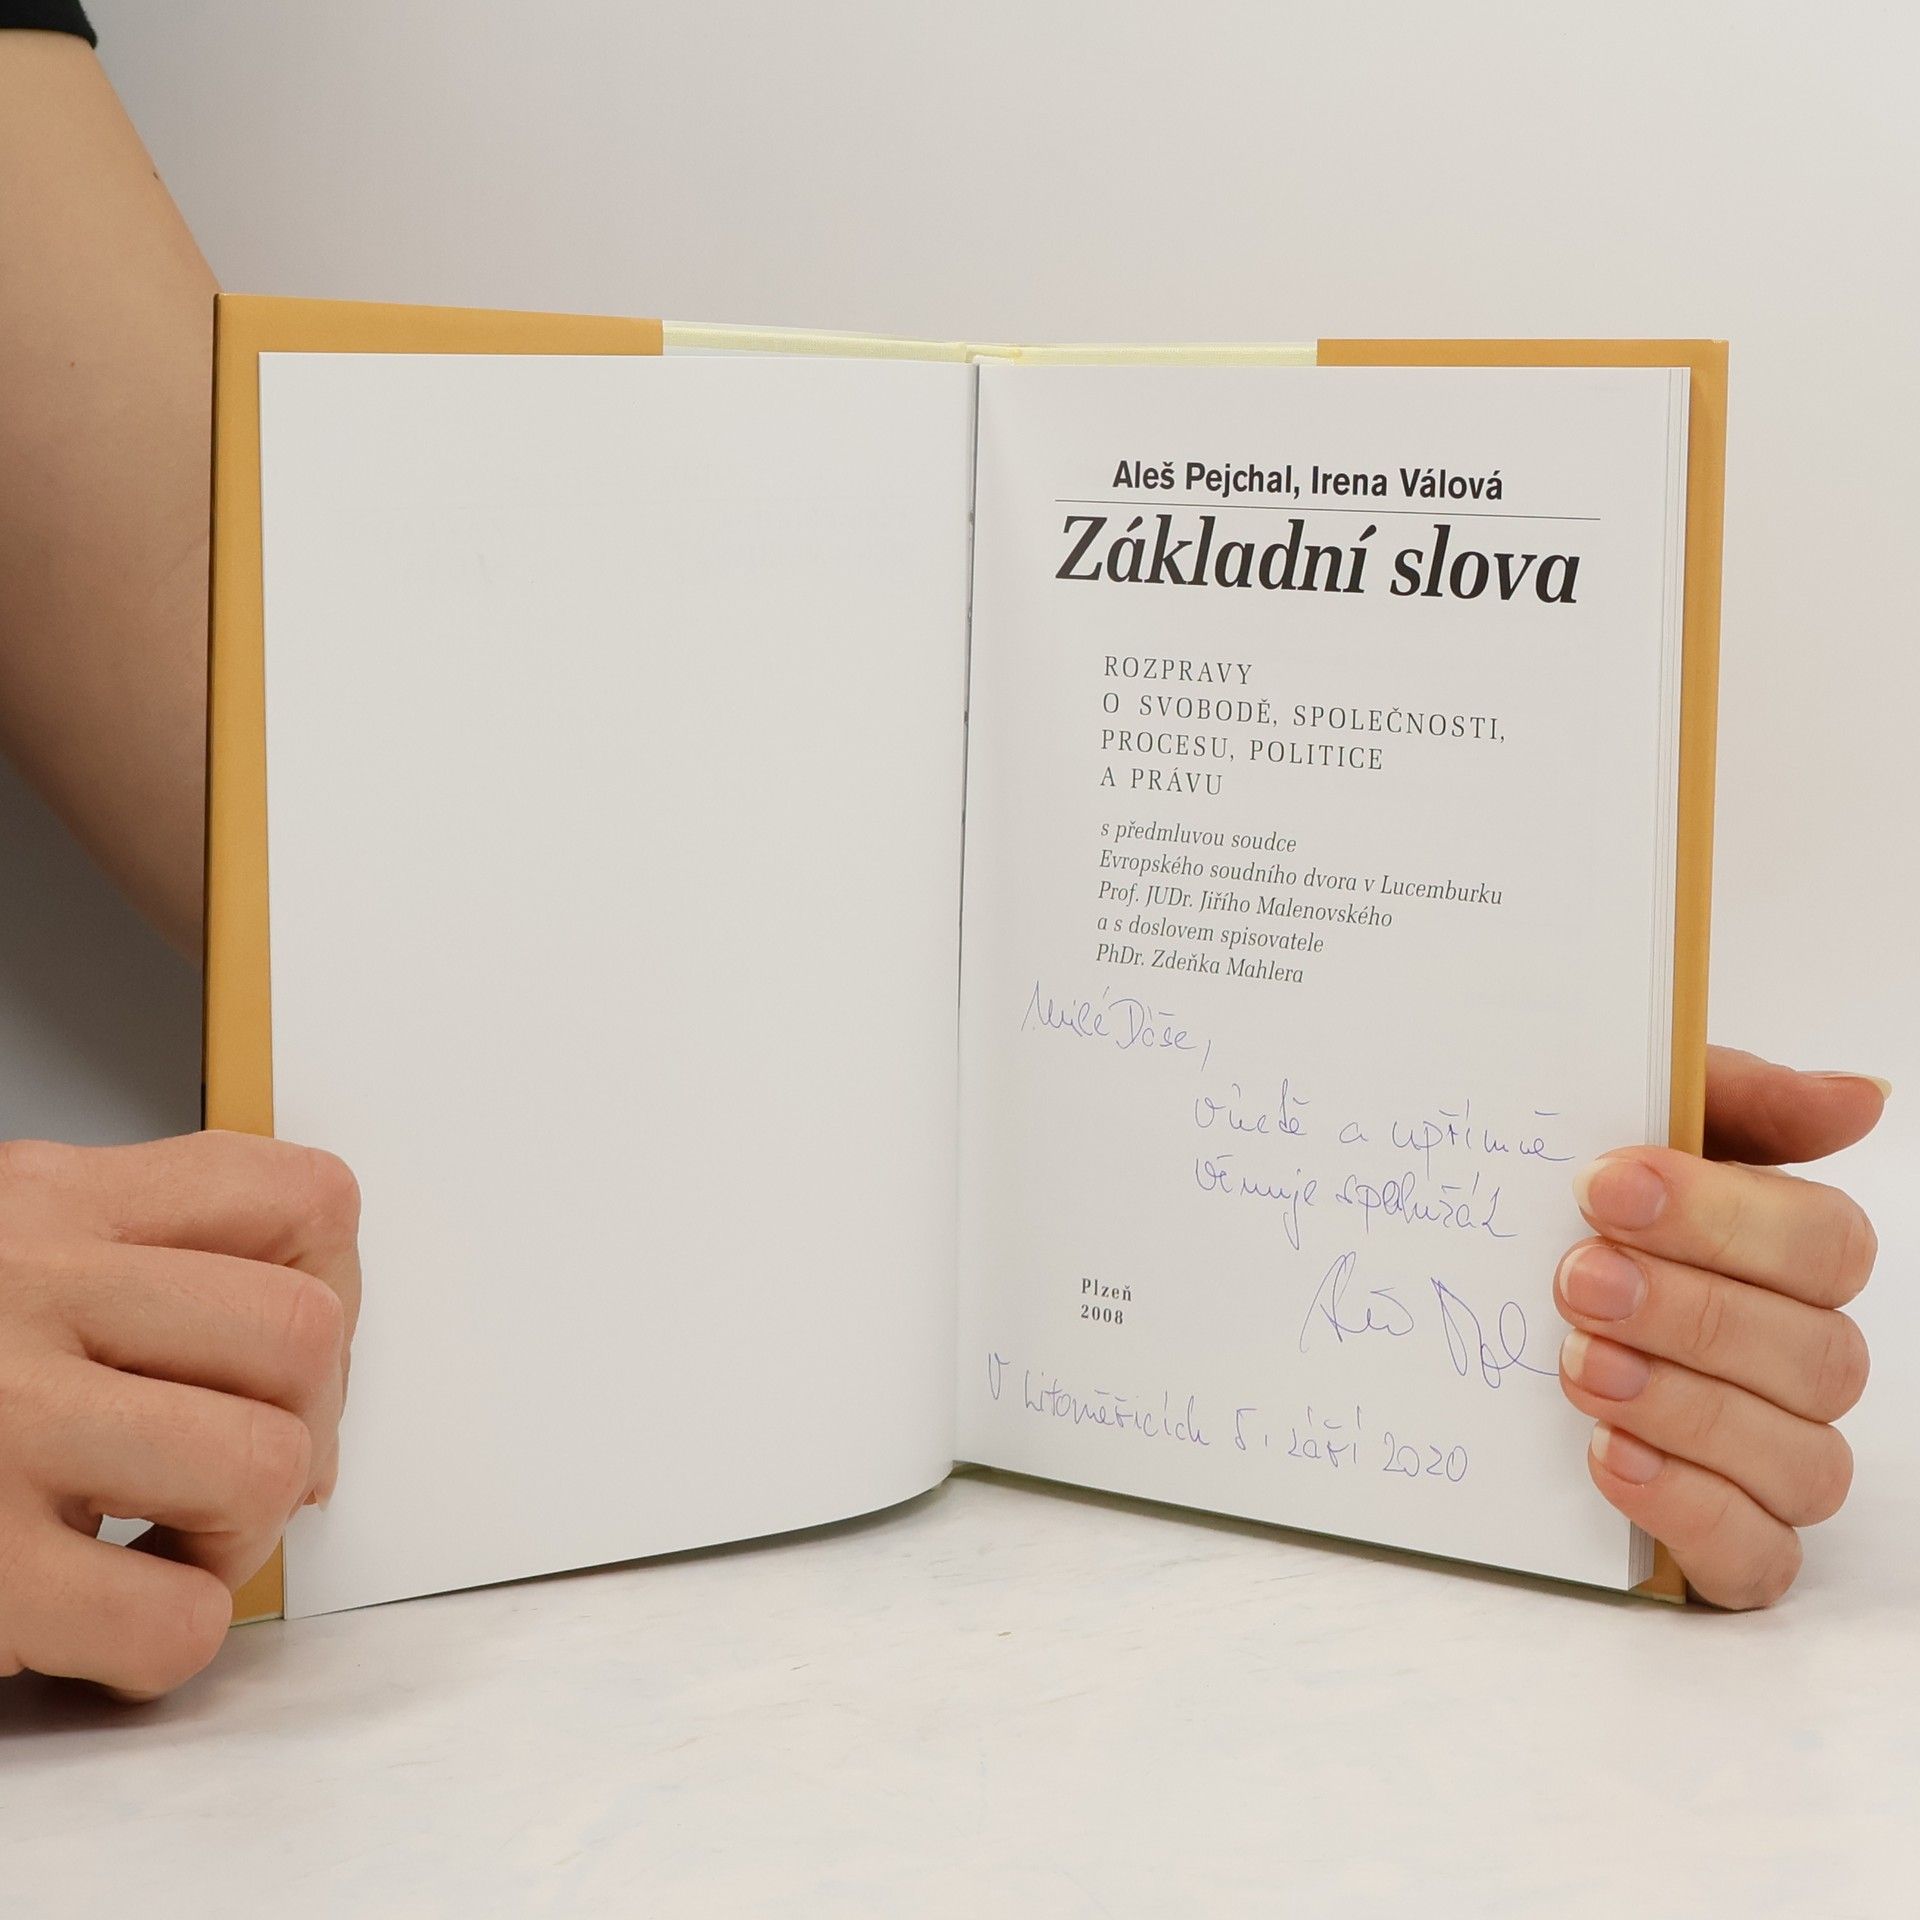 Aleš Pejchal, Irena Válová
Základní slova
ROZPRAVY
O SVOBODĚ, SPOLEČNOSTI,
PROCESU, POLITICE
A PRÁVU
s předmluvou soudce
Evropského soudního dvora v Lucemburku
Prof. JUDr. Jiřího Malenovského
a s doslovem spisovatele
PhDr. Zdeňka Mahlera
Milé Dáše,
vřele a upřímně
věnuje spolužák
Aleš
Plzeň
2008
V Litoměřicích 5. září 2020